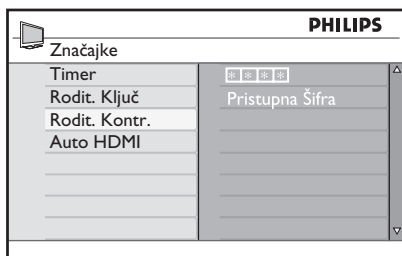 PHILIPS
Značajke
Timer
Rodit. Ključ
Rodit. Kontr.
Auto HDMI
****
Pristupna Šifra